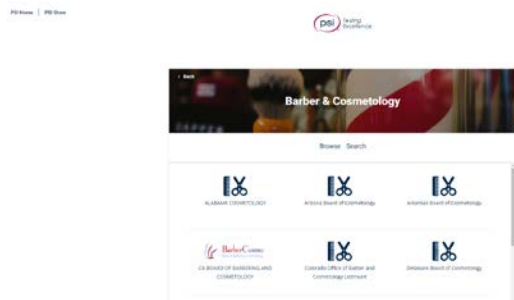 PSI Home | PSI Store
psi Testing Excellence
‹ Back
Barber & Cosmetology
Browse Search
ALABAMA COSMETOLOGY
Arizona Board of Cosmetology
Arkansas Board of Cosmetology
BarberCosmo
CA BOARD OF BARBERING AND COSMETOLOGY
Colorado Office of Barber and Cosmetology Licensure
Delaware Board of Cosmetology